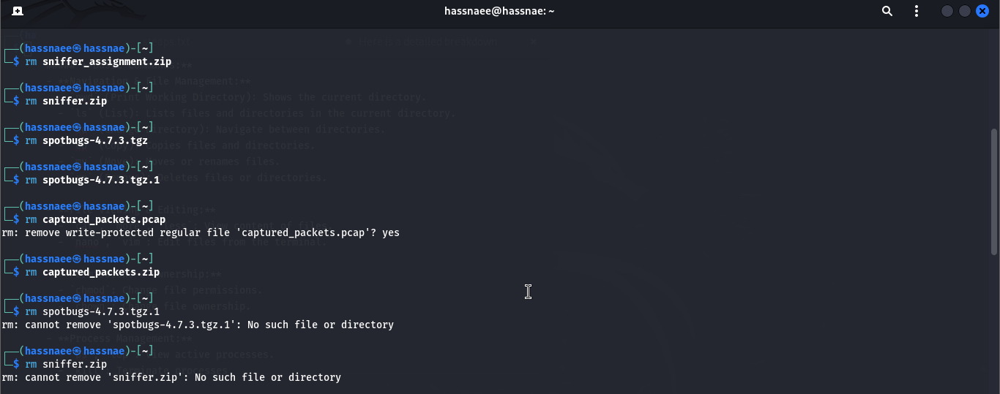 hassnaee@hassnae: ~
┌──(hassnaee㉿hassnae)-[~]
└─$ rm sniffer_assignment.zip
┌──(hassnaee㉿hassnae)-[~]
└─$ rm sniffer.zip
┌──(hassnaee㉿hassnae)-[~]
└─$ rm spotbugs-4.7.3.tgz
┌──(hassnaee㉿hassnae)-[~]
└─$ rm spotbugs-4.7.3.tgz.1
┌──(hassnaee㉿hassnae)-[~]
└─$ rm captured_packets.pcap
rm: remove write-protected regular file 'captured_packets.pcap'? yes
┌──(hassnaee㉿hassnae)-[~]
└─$ rm captured_packets.zip
┌──(hassnaee㉿hassnae)-[~]
└─$ rm spotbugs-4.7.3.tgz.1
rm: cannot remove 'spotbugs-4.7.3.tgz.1': No such file or directory
┌──(hassnaee㉿hassnae)-[~]
└─$ rm sniffer.zip
rm: cannot remove 'sniffer.zip': No such file or directory